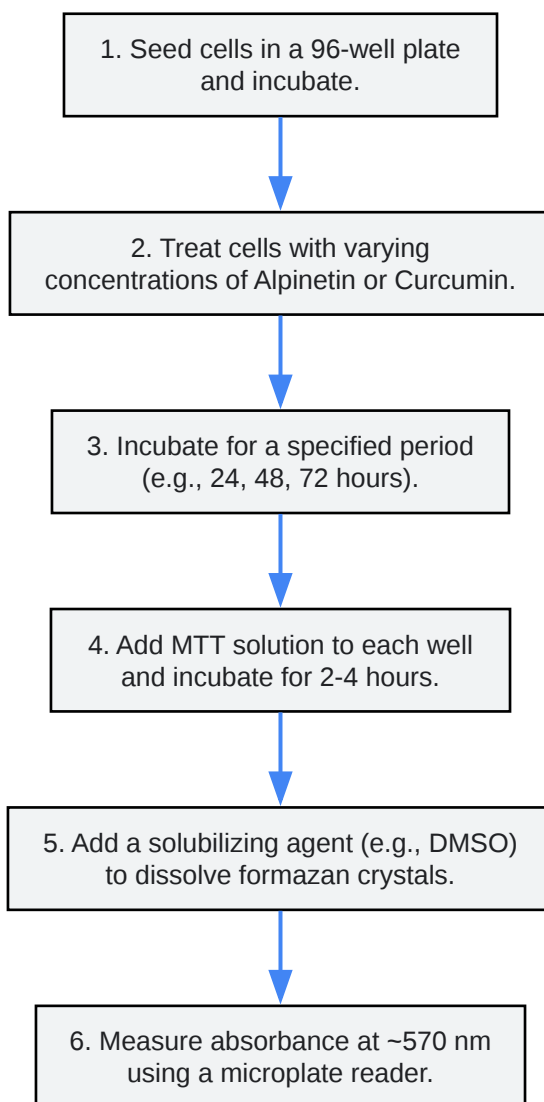 1. Seed cells in a 96-well plate
and incubate.
2. Treat cells with varying
concentrations of Alpinetin or Curcumin.
3. Incubate for a specified period
(e.g., 24, 48, 72 hours).
4. Add MTT solution to each well
and incubate for 2-4 hours.
5. Add a solubilizing agent (e.g., DMSO)
to dissolve formazan crystals.
6. Measure absorbance at ~570 nm
using a microplate reader.